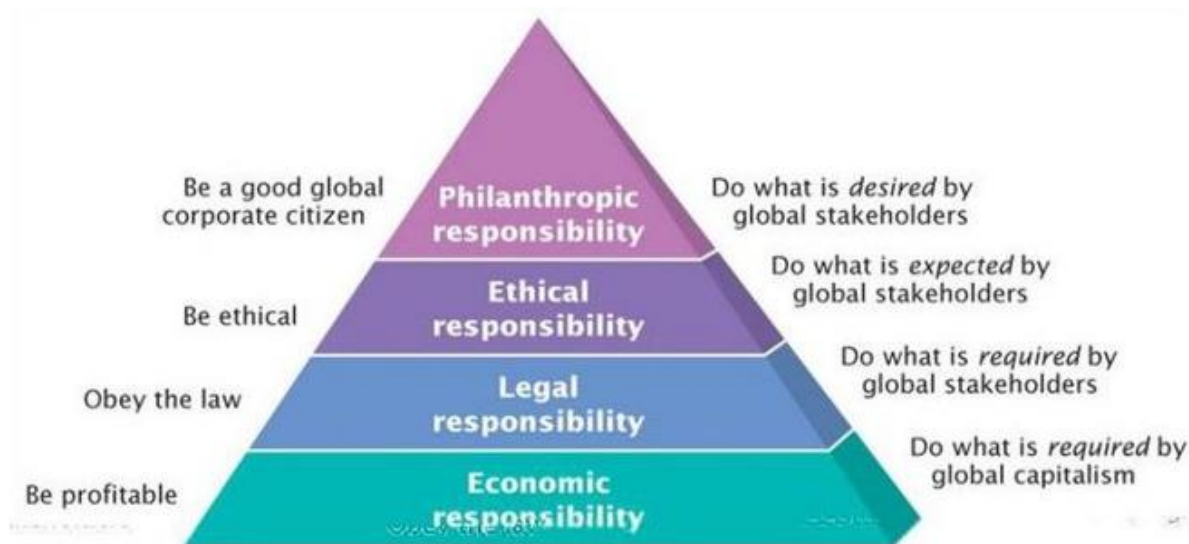 Be a good global
corporate citizen
Philanthropic
responsibility
Do what is desired by
global stakeholders
Be ethical
Ethical
responsibility
Do what is expected by
global stakeholders
Obey the law
Legal
responsibility
Do what is required by
global stakeholders
Be profitable
Economic
responsibility
Do what is required by
global capitalism